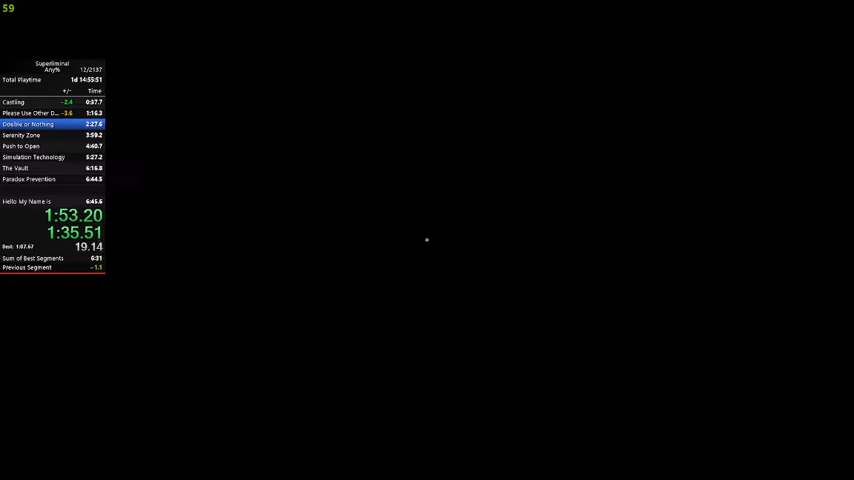 59
Superliminal
Any% 12/2137
Total Playtime 1d 14:55:51
+/- Time
Castling -2.4 0:37.7
Please Use Other D... -3.6 1:16.3
Double or Nothing 2:27.6
Serenity Zone 3:59.2
Push to Open 4:40.7
Simulation Technology 5:27.2
The Vault 6:16.8
Paradox Prevention 6:44.5
Hello My Name is 6:45.6
1:53.20
1:35.51
Best: 1:07.67 19.14
Sum of Best Segments 6:31
Previous Segment -1.1